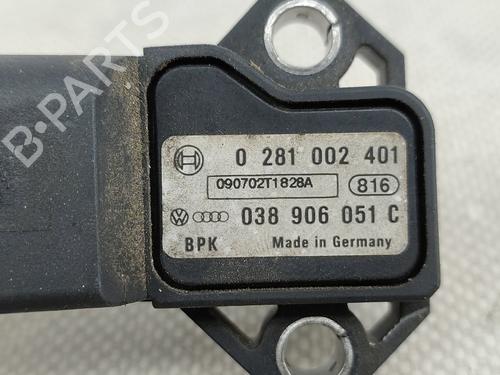 B-PARTS
0 281 002 401
090702T1828A 816
038 906 051 C
BPK Made in Germany